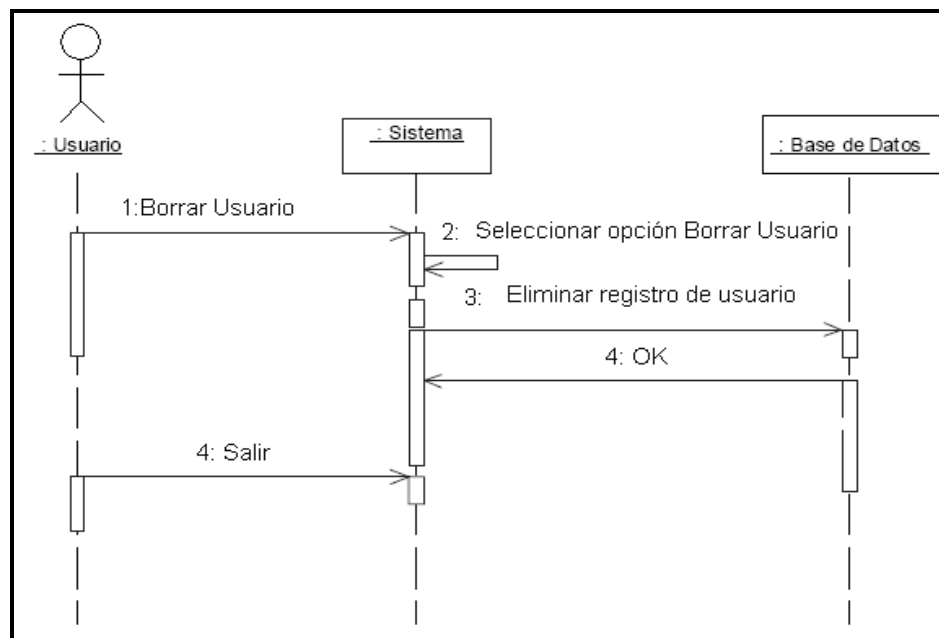 : Usuario
: Sistema
: Base de Datos
1:Borrar Usuario
2: Seleccionar opción Borrar Usuario
3: Eliminar registro de usuario
4: OK
4: Salir